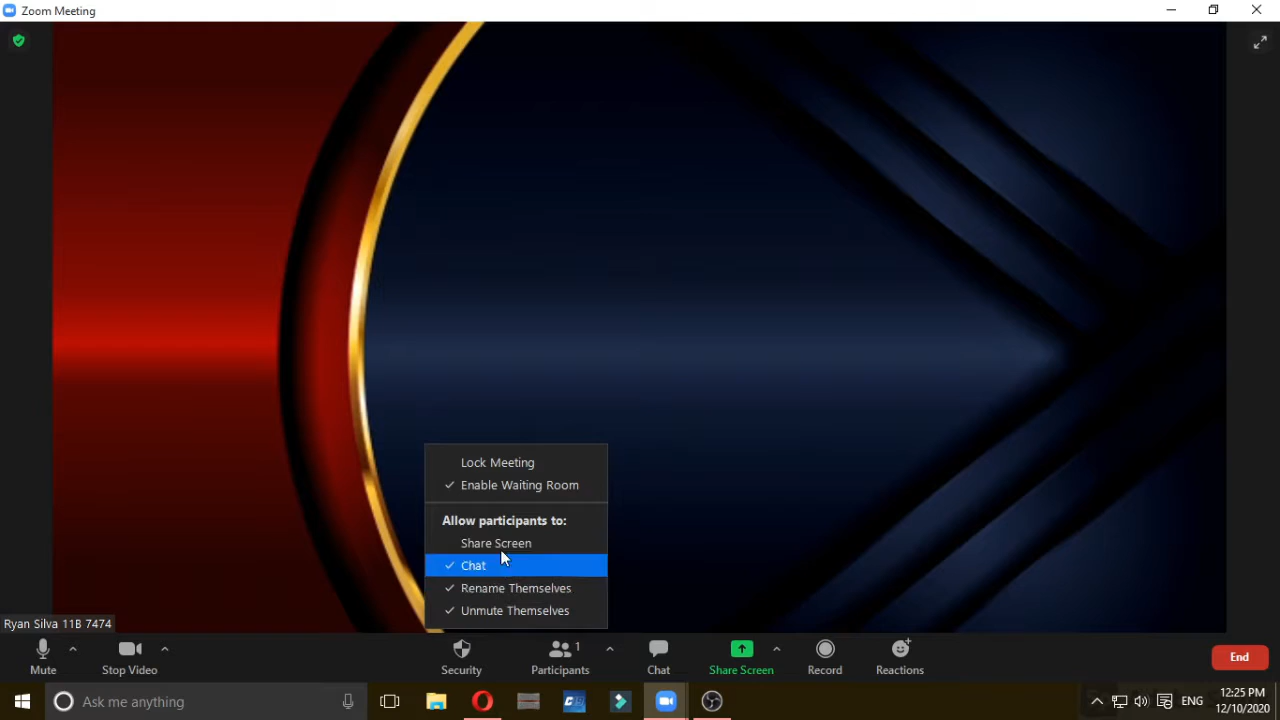 Zoom Meeting
Lock Meeting
Enable Waiting Room
Allow participants to:
Share Screen
Chat
Rename Themselves
Unmute Themselves
Ryan Silva 11B 7474
Mute
Stop Video
Security
1
Participants
Chat
Share Screen
Record
Reactions
End
Ask me anything
ENG
12:25 PM
12/10/2020